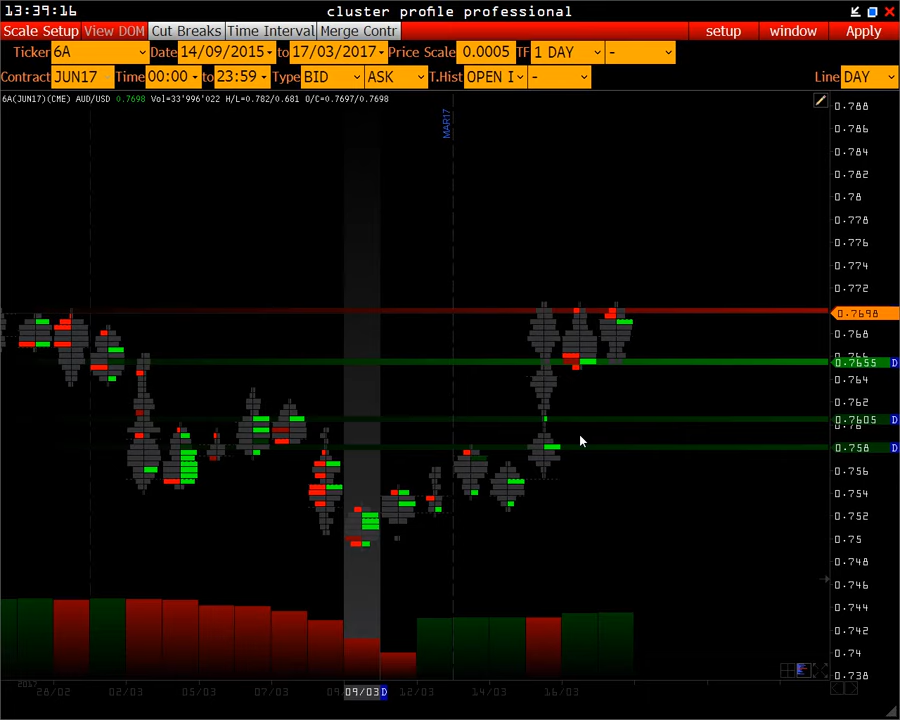 13:39:16 cluster profile professional
Scale Setup View DOM Cut Breaks Time Interval Merge Contr setup window Apply
Ticker 6A Date 14/09/2015 to 17/03/2017 Price Scale 0.0005 TF 1 DAY -
Contract JUN17 Time 00:00 to 23:59 Type BID ASK T.Hist OPEN I - Line DAY
6A(JUN17)(CME) AUD/USD 0.7698 Vol=33'996'022 H/L=0.782/0.681 O/C=0.7697/0.7698
MAR17
0.788
0.786
0.784
0.782
0.78
0.778
0.776
0.774
0.772
0.7698
0.768
0.7655 D
0.764
0.762
0.7605 D
0.758 D
0.756
0.754
0.752
0.75
0.748
0.746
0.744
0.742
0.74
0.738
2017
28/02 02/03 05/03 07/03 09/03 D 12/03 14/03 16/03